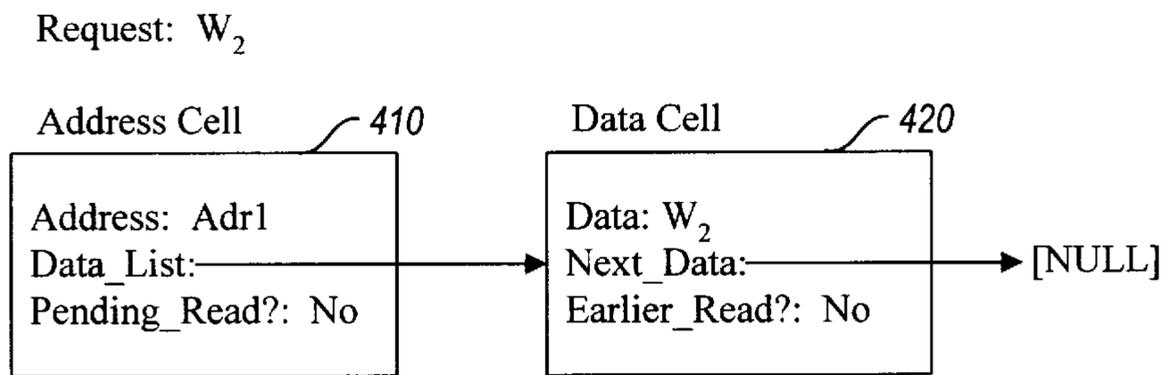 Request: W₂
Address Cell 410 Data Cell 420
Address: Adr1 Data: W₂
Data_List: Next_Data: [NULL]
Pending_Read?: No Earlier_Read?: No